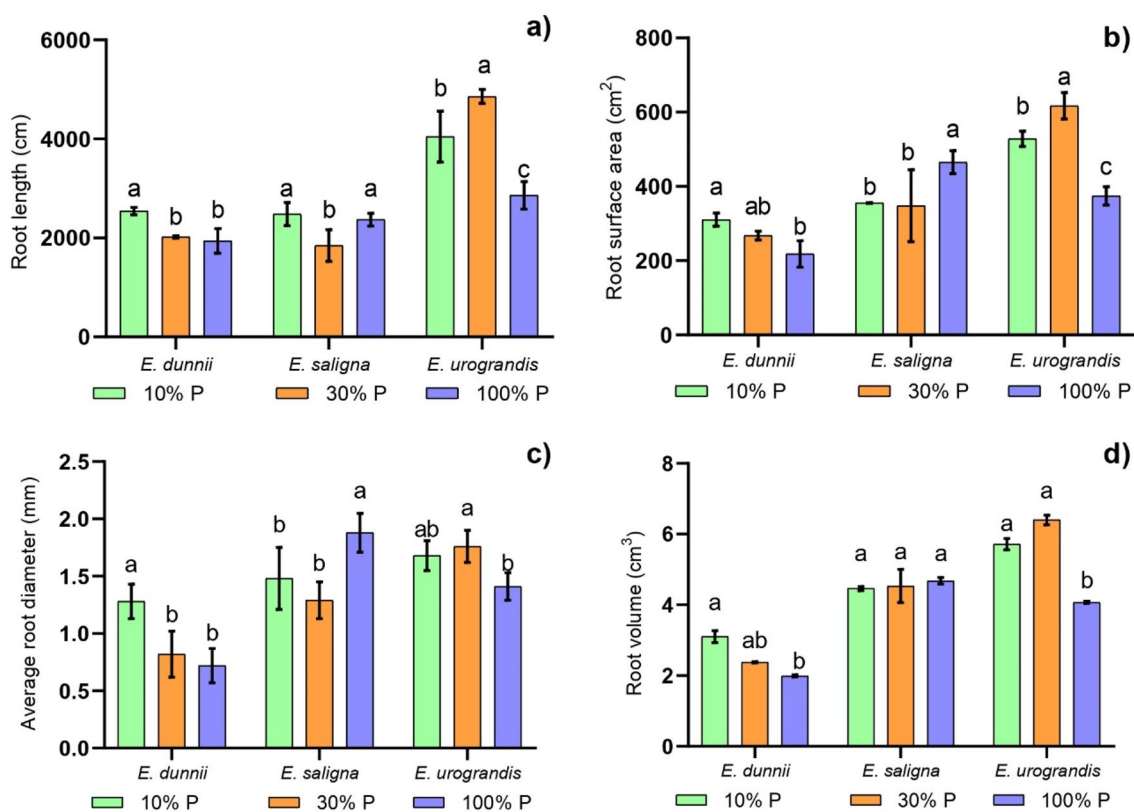 a)
Root length (cm)
6000
4000
2000
0
a
b
b
a
b
a
b
a
c
E. dunnii
E. saligna
E. urograndis
10% P
30% P
100% P
b)
Root surface area (cm²)
800
600
400
200
0
a
ab
b
b
b
a
b
a
c
E. dunnii
E. saligna
E. urograndis
10% P
30% P
100% P
c)
Average root diameter (mm)
2.5
2.0
1.5
1.0
0.5
0.0
a
b
b
b
b
a
ab
a
b
E. dunnii
E. saligna
E. urograndis
10% P
30% P
100% P
d)
Root volume (cm³)
8
6
4
2
0
a
ab
b
a
a
a
a
a
b
E. dunnii
E. saligna
E. urograndis
10% P
30% P
100% P